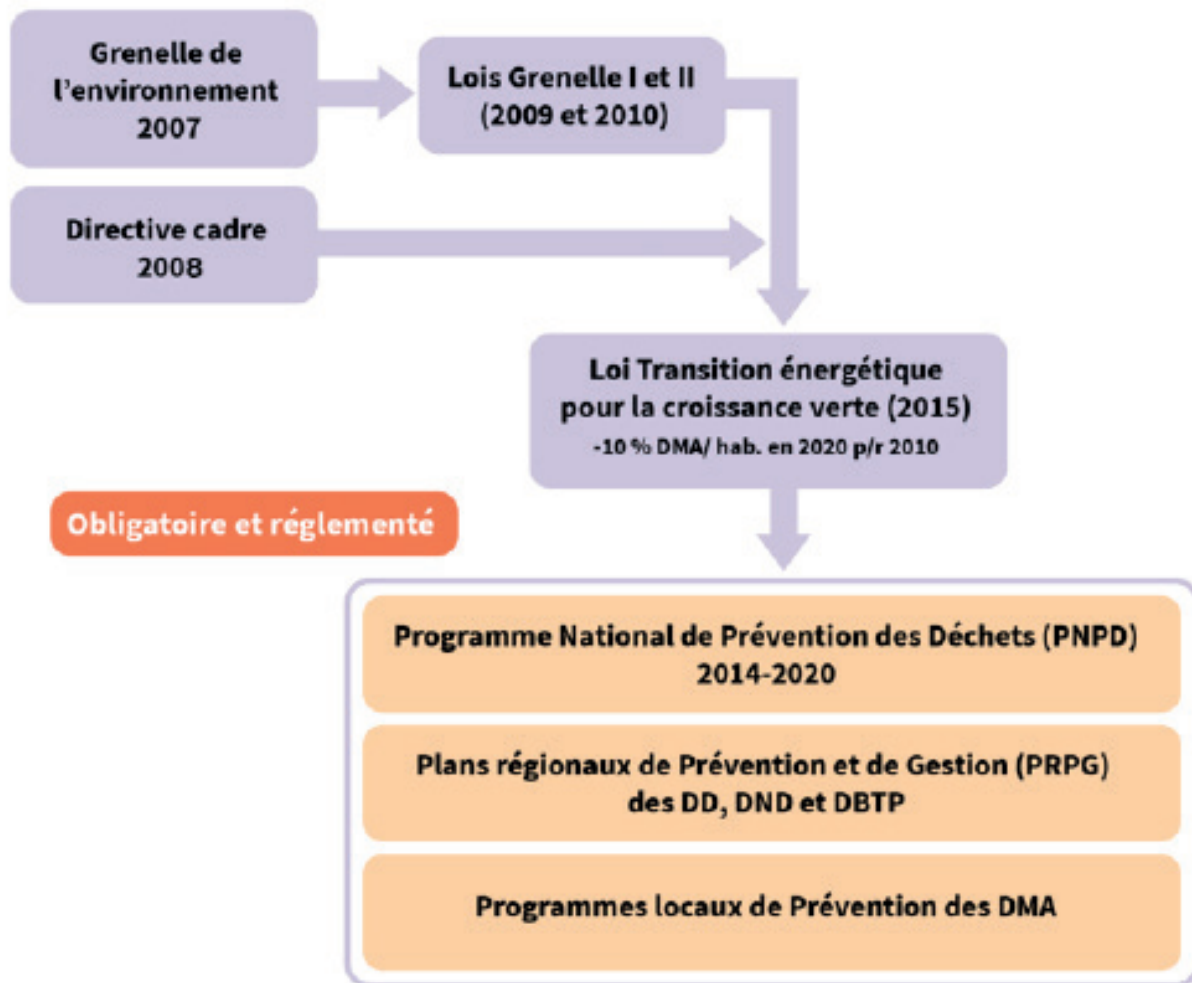 Grenelle de
l'environnement
2007
Lois Grenelle I et II
(2009 et 2010)
Directive cadre
2008
Loi Transition énergétique
pour la croissance verte (2015)
-10 % DMA/ hab. en 2020 p/r 2010
Obligatoire et réglementé
Programme National de Prévention des Déchets (PNPD)
2014-2020
Plans régionaux de Prévention et de Gestion (PRPG)
des DD, DND et DBTP
Programmes locaux de Prévention des DMA